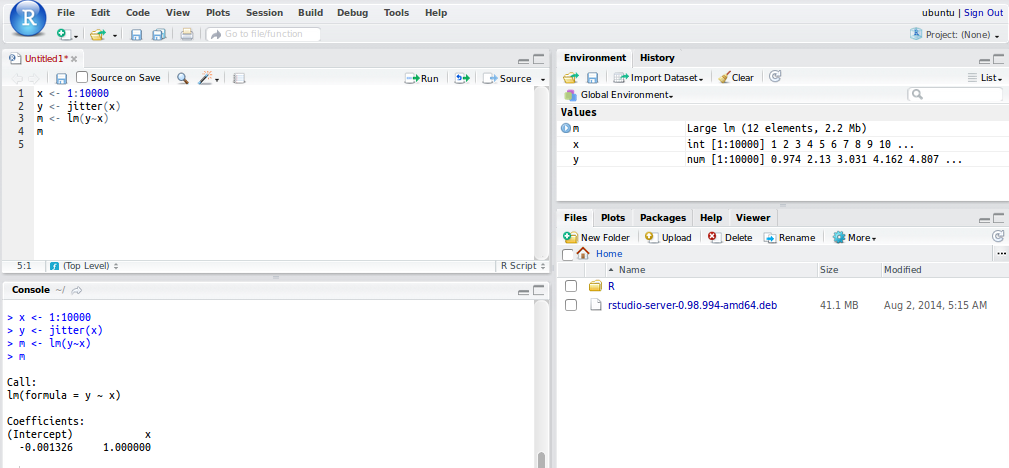 R
File Edit Code View Plots Session Build Debug Tools Help
ubuntu | Sign Out
Go to file/function
Project: (None)
Untitled1*
Source on Save
Run
Source
1 x <- 1:10000
2 y <- jitter(x)
3 m <- lm(y~x)
4 m
5
5:1 (Top Level) R Script
Console ~/
> x <- 1:10000
> y <- jitter(x)
> m <- lm(y~x)
> m
Call:
lm(formula = y ~ x)
Coefficients:
(Intercept) x
-0.001326 1.000000
Environment History
Import Dataset Clear List
Global Environment
Values
m Large lm (12 elements, 2.2 Mb)
x int [1:10000] 1 2 3 4 5 6 7 8 9 10 ...
y num [1:10000] 0.974 2.13 3.031 4.162 4.807 ...
Files Plots Packages Help Viewer
New Folder Upload Delete Rename More
Home ...
Name Size Modified
R
rstudio-server-0.98.994-amd64.deb 41.1 MB Aug 2, 2014, 5:15 AM